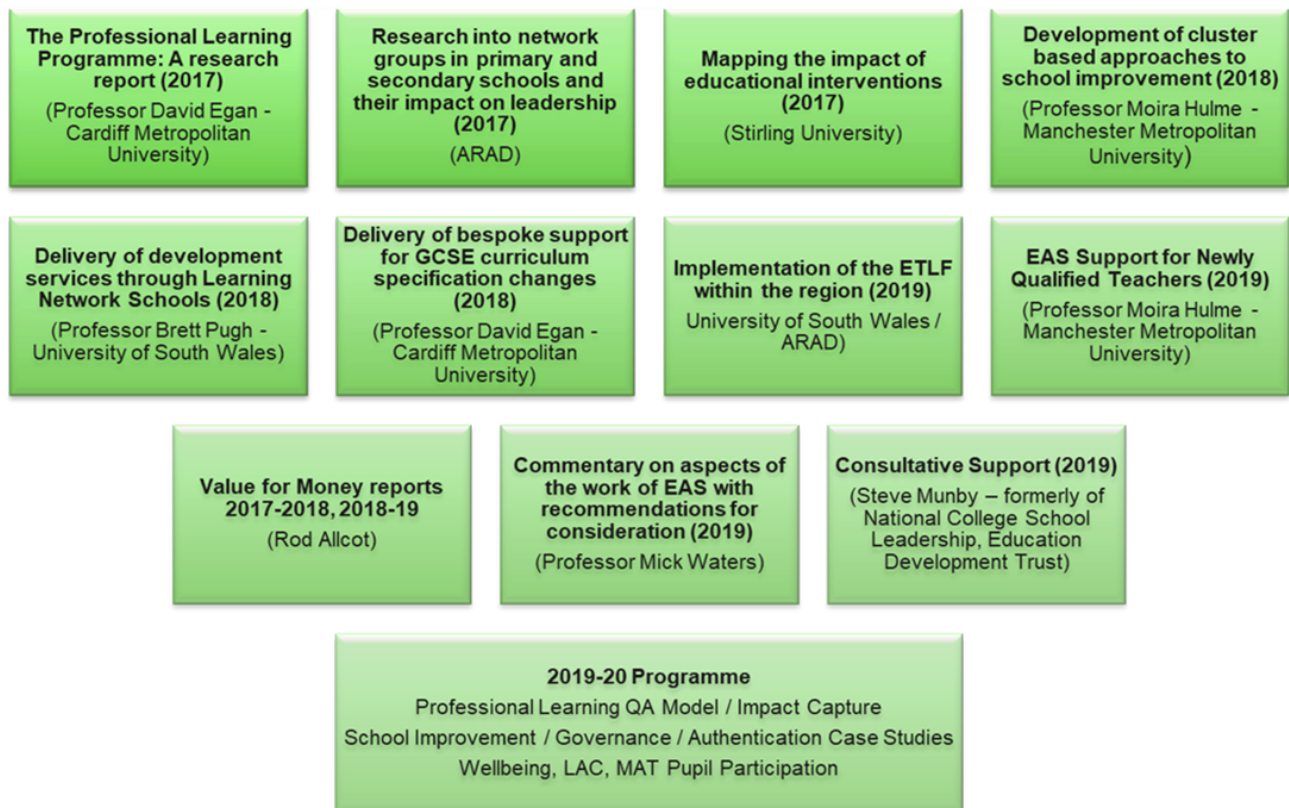 The Professional Learning
Programme: A research
report (2017)
(Professor David Egan -
Cardiff Metropolitan
University)
Research into network
groups in primary and
secondary schools and
their impact on leadership
(2017)
(ARAD)
Mapping the impact of
educational interventions
(2017)
(Stirling University)
Development of cluster
based approaches to
school improvement (2018)
(Professor Moira Hulme -
Manchester Metropolitan
University)
Delivery of development
services through Learning
Network Schools (2018)
(Professor Brett Pugh -
University of South Wales)
Delivery of bespoke support
for GCSE curriculum
specification changes
(2018)
(Professor David Egan -
Cardiff Metropolitan
University)
Implementation of the ETLF
within the region (2019)
University of South Wales /
ARAD)
EAS Support for Newly
Qualified Teachers (2019)
(Professor Moira Hulme -
Manchester Metropolitan
University)
Value for Money reports
2017-2018, 2018-19
(Rod Allcot)
Commentary on aspects of
the work of EAS with
recommendations for
consideration (2019)
(Professor Mick Waters)
Consultative Support (2019)
(Steve Munby – formerly of
National College School
Leadership, Education
Development Trust)
2019-20 Programme
Professional Learning QA Model / Impact Capture
School Improvement / Governance / Authentication Case Studies
Wellbeing, LAC, MAT Pupil Participation